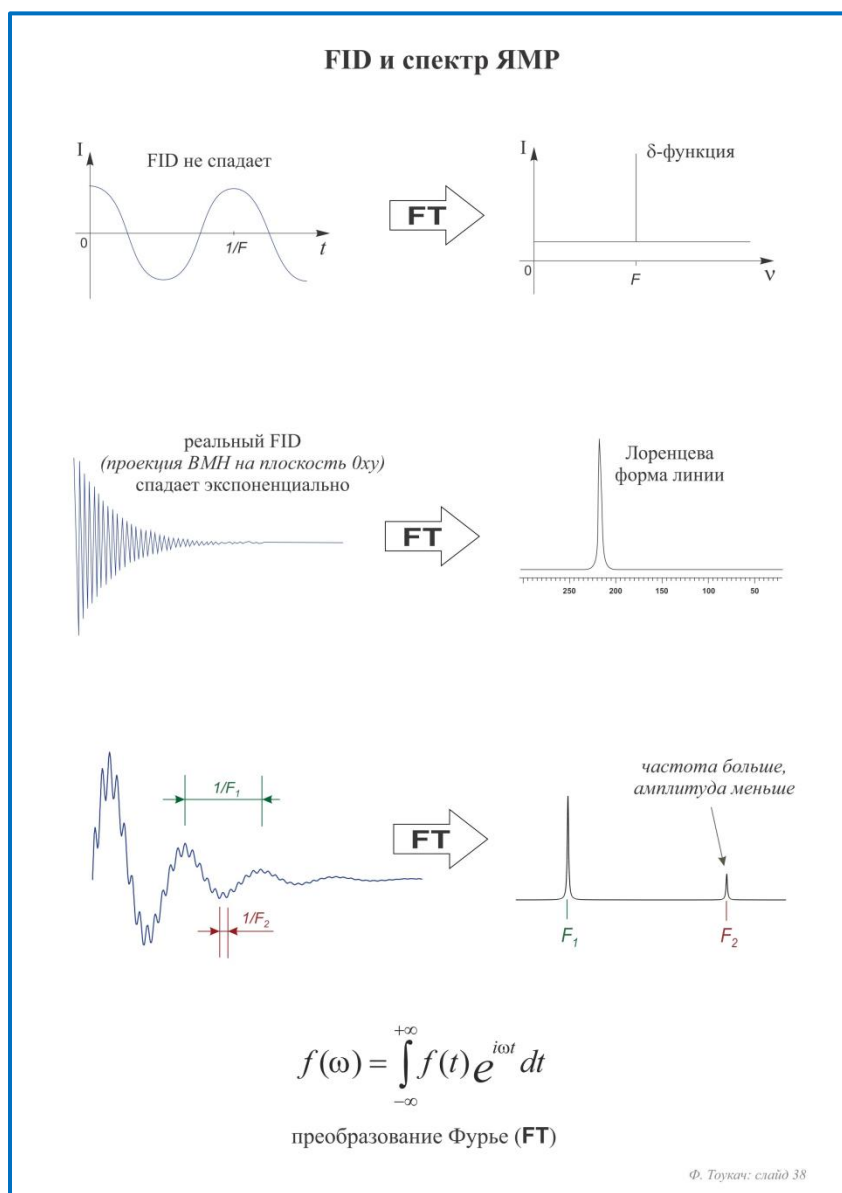 FID и спектр ЯМР
I
FID не спадает
0
1/F
t
FT
I
δ-функция
0
F
ν
реальный FID
(проекция ВМН на плоскость 0xy)
спадает экспоненциально
FT
Лоренцева
форма линии
250 200 150 100 50
1/F₁
1/F₂
FT
частота больше,
амплитуда меньше
F₁
F₂
f(ω) = ∫₋∞⁺∞ f(t) e^{iωt} dt
преобразование Фурье (FT)
Ф. Тоукач: слайд 38